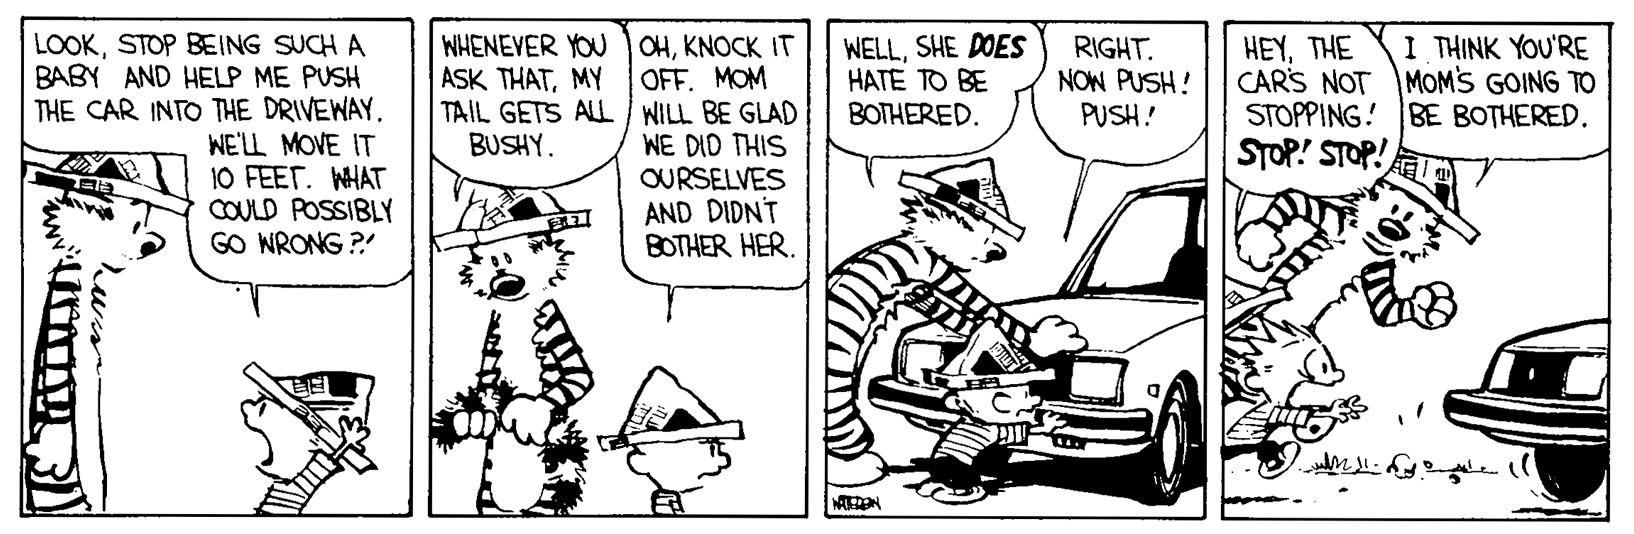 LOOK, STOP BEING SUCH A
BABY AND HELP ME PUSH
THE CAR INTO THE DRIVEWAY.
WE'LL MOVE IT
10 FEET. WHAT
COULD POSSIBLY
GO WRONG?!
WHENEVER YOU
ASK THAT, MY
TAIL GETS ALL
BUSHY.
OH, KNOCK IT
OFF. MOM
WILL BE GLAD
WE DID THIS
OURSELVES
AND DIDN'T
BOTHER HER.
WELL, SHE DOES
HATE TO BE
BOTHERED.
RIGHT.
NOW PUSH!
PUSH!
WATTERSON
HEY, THE
CAR'S NOT
STOPPING!
STOP! STOP!
I THINK YOU'RE
MOM'S GOING TO
BE BOTHERED.